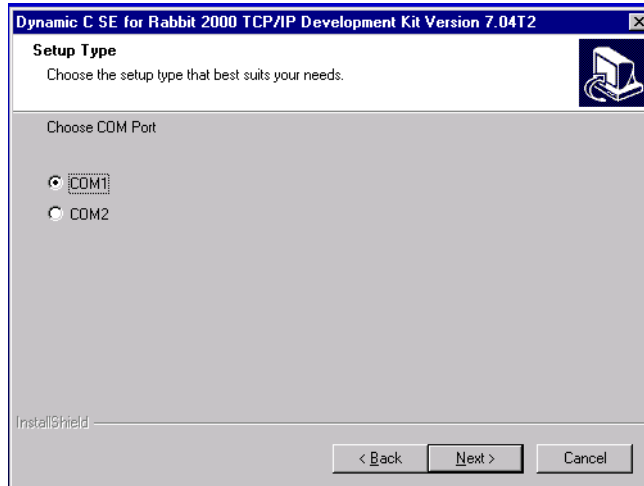 Dynamic C SE for Rabbit 2000 TCP/IP Development Kit Version 7.04T2
Setup Type
Choose the setup type that best suits your needs.
Choose COM Port
COM1
COM2
InstallShield
< Back Next > Cancel